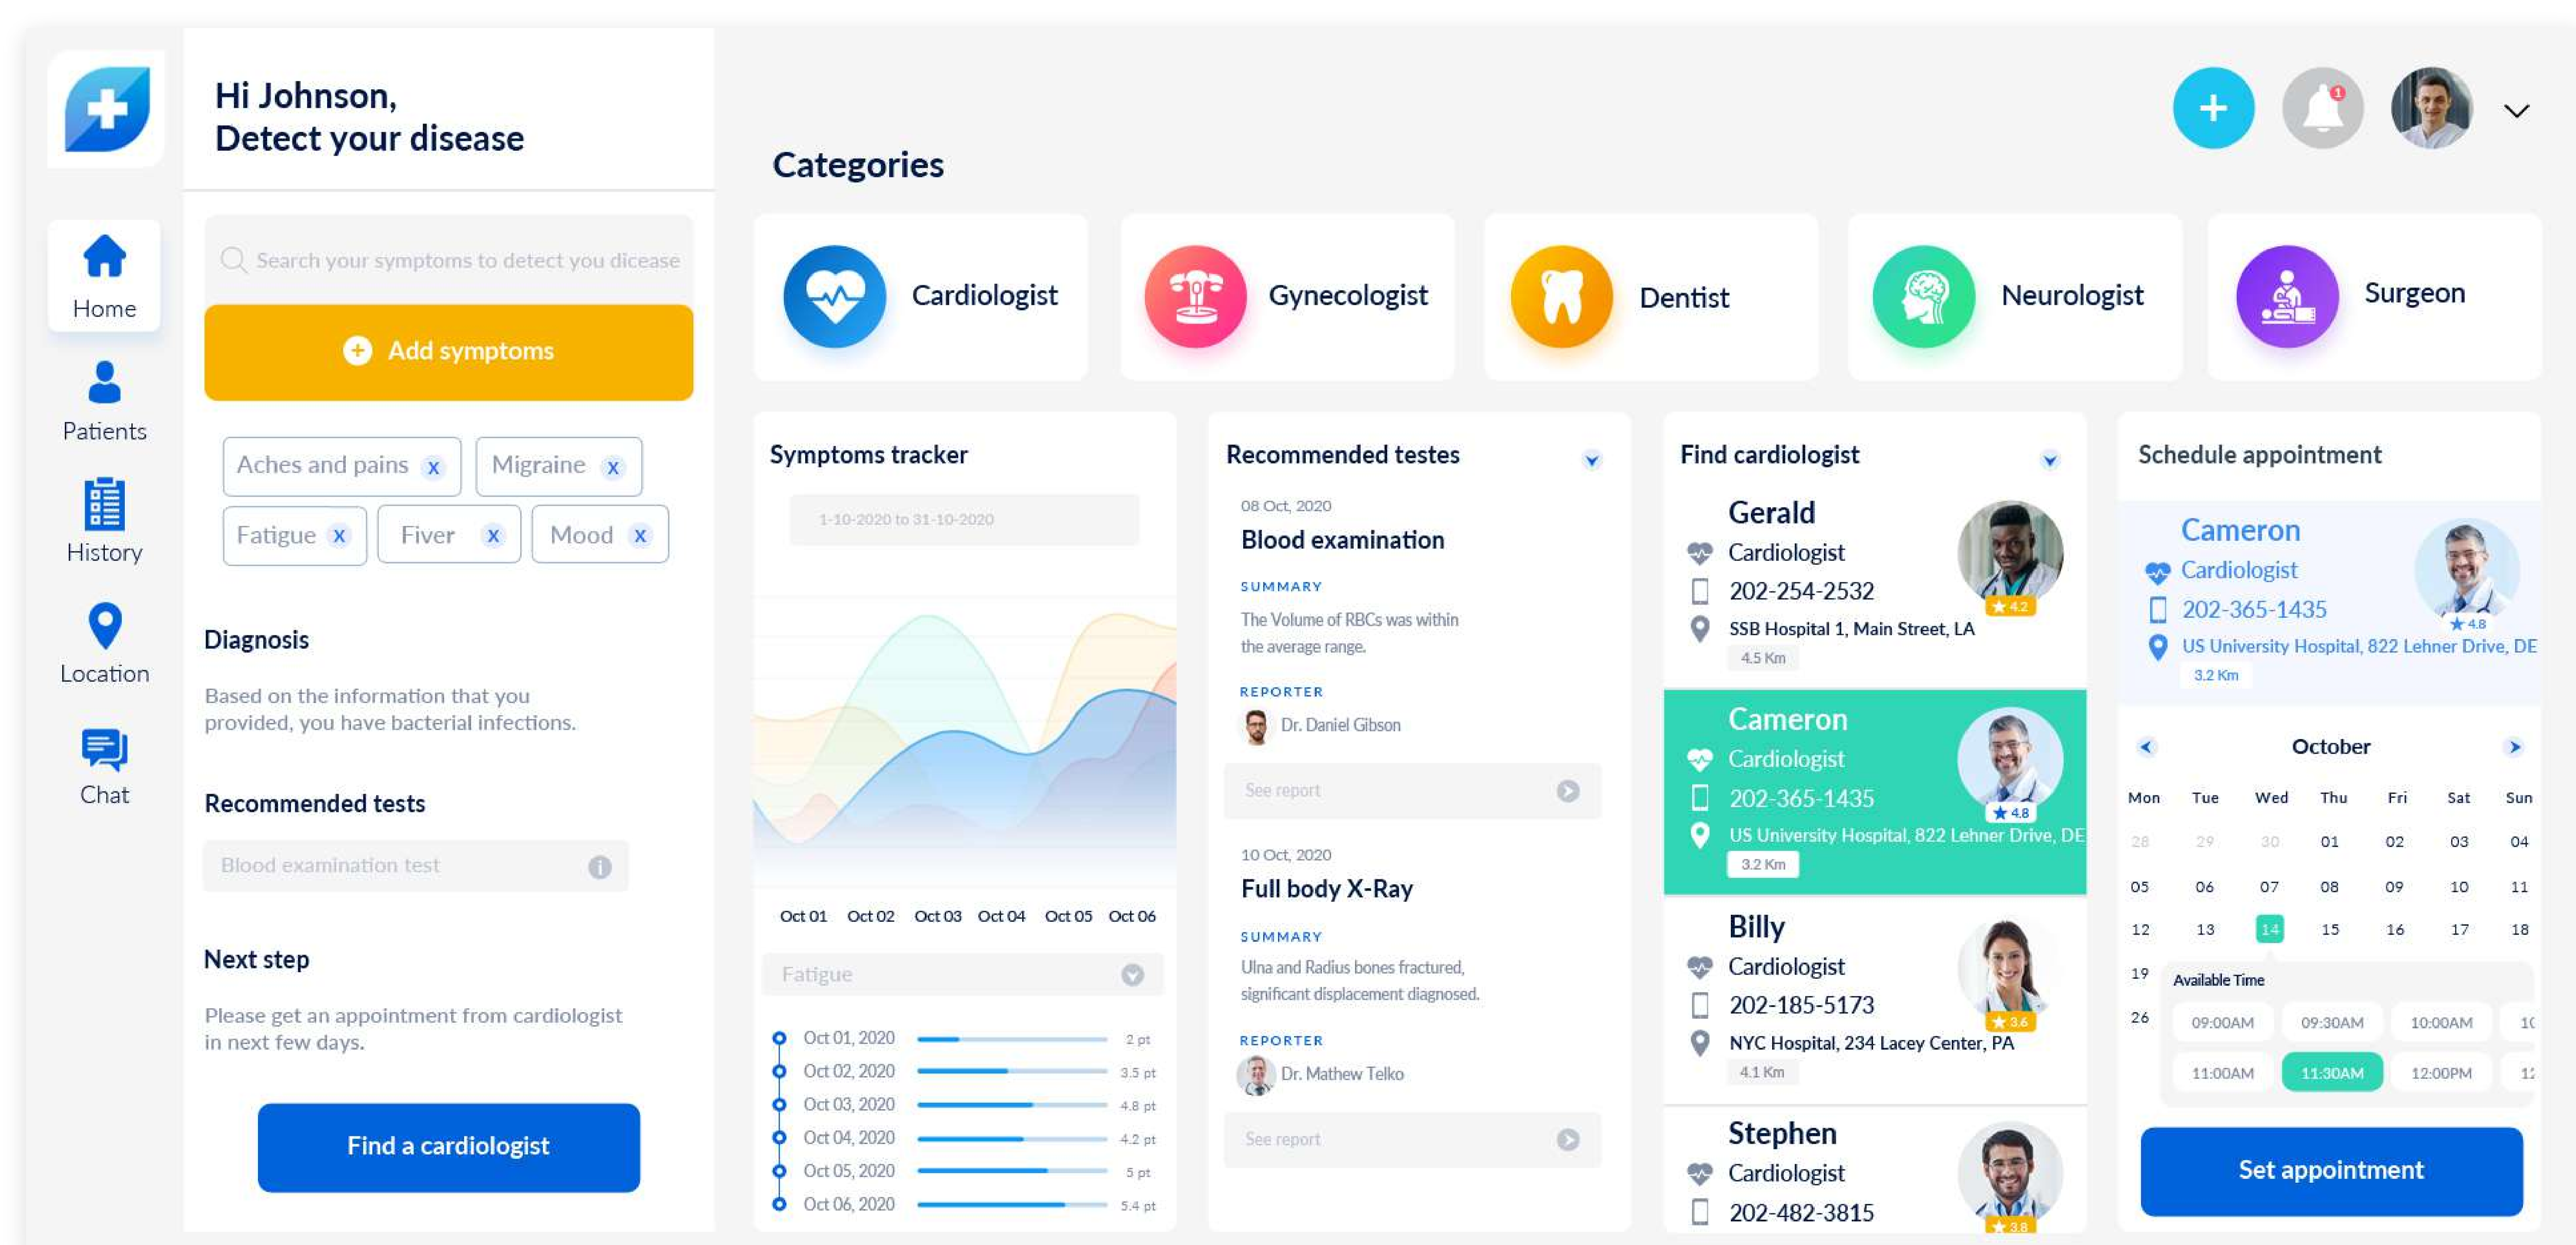 Hi Johnson,
Detect your disease
Home
Patients
History
Location
Chat
Search your symptoms to detect you dicease
Add symptoms
Aches and pains X
Migraine X
Fatigue X
Fiver X
Mood X
Diagnosis
Based on the information that you
provided, you have bacterial infections.
Recommended tests
Blood examination test
Next step
Please get an appointment from cardiologist
in next few days.
Find a cardiologist
1
Categories
Cardiologist
Gynecologist
Dentist
Neurologist
Surgeon
Symptoms tracker
1-10-2020 to 31-10-2020
Oct 01 Oct 02 Oct 03 Oct 04 Oct 05 Oct 06
Fatigue
Oct 01, 2020 2 pt
Oct 02, 2020 3.5 pt
Oct 03, 2020 4.8 pt
Oct 04, 2020 4.2 pt
Oct 05, 2020 5 pt
Oct 06, 2020 5.4 pt
Recommended testes
08 Oct, 2020
Blood examination
SUMMARY
The Volume of RBCs was within
the average range.
REPORTER
Dr. Daniel Gibson
See report
10 Oct, 2020
Full body X-Ray
SUMMARY
Ulna and Radius bones fractured,
significant displacement diagnosed.
REPORTER
Dr. Mathew Telko
See report
Find cardiologist
Gerald
Cardiologist
202-254-2532
4.2
SSB Hospital 1, Main Street, LA
4.5 Km
Cameron
Cardiologist
202-365-1435
4.8
US University Hospital, 822 Lehner Drive, DE
3.2 Km
Billy
Cardiologist
202-185-5173
3.6
NYC Hospital, 234 Lacey Center, PA
4.1 Km
Stephen
Cardiologist
202-482-3815
3.8
Schedule appointment
Cameron
Cardiologist
202-365-1435
4.8
US University Hospital, 822 Lehner Drive, DE
3.2 Km
October
Mon Tue Wed Thu Fri Sat Sun
28 29 30 01 02 03 04
05 06 07 08 09 10 11
12 13 14 15 16 17 18
19
26
Available Time
09:00AM 09:30AM 10:00AM
11:00AM 11:30AM 12:00PM
Set appointment